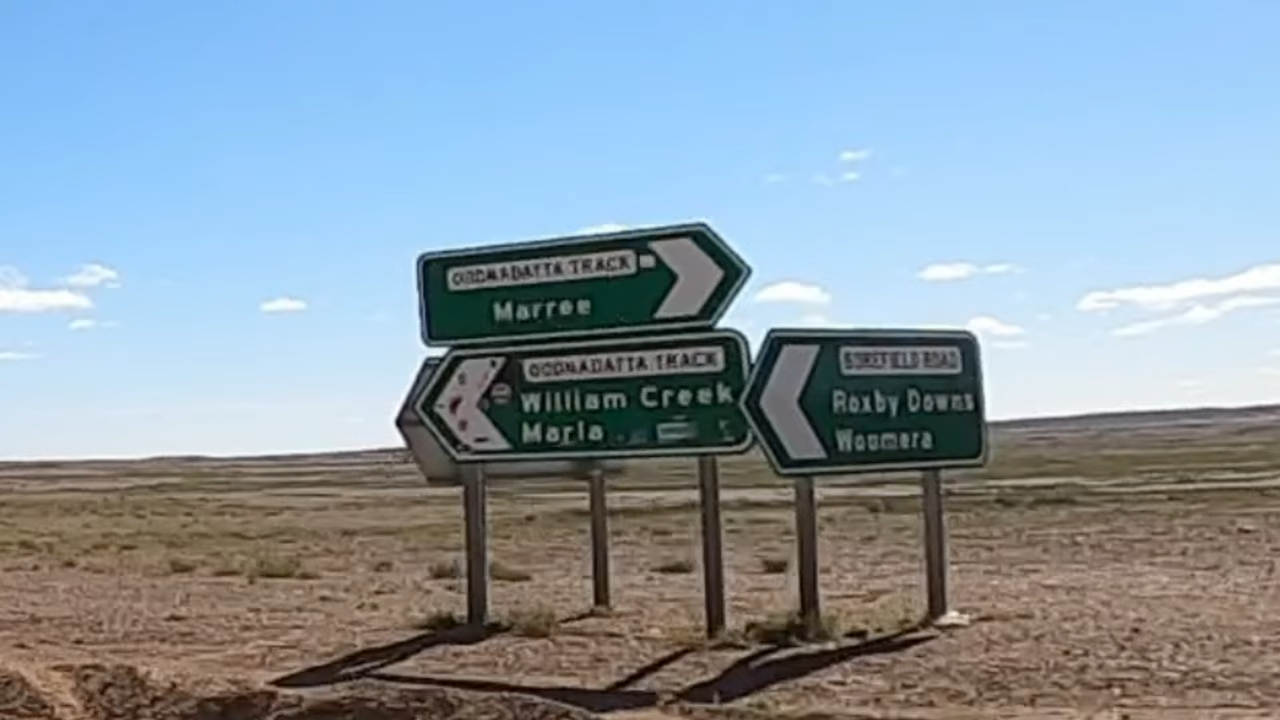 OODNADATTA TRACK
Marree
OODNADATTA TRACK
William Creek
Marla
BOREFIELD ROAD
Roxby Downs
Woomera